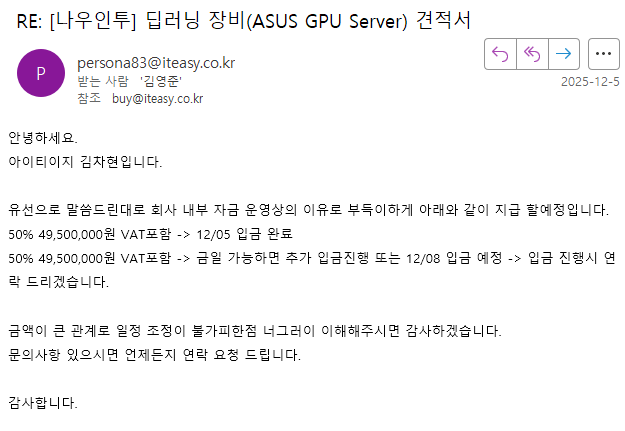 RE: [나우인투] 딥러닝 장비(ASUS GPU Server) 견적서
P
persona83@iteasy.co.kr
받는 사람 '김영준'
참조 buy@iteasy.co.kr
2025-12-5
안녕하세요.
아이티이지 김차현입니다.
유선으로 말씀드린대로 회사 내부 자금 운영상의 이유로 부득이하게 아래와 같이 지급 할예정입니다.
50% 49,500,000원 VAT포함 -> 12/05 입금 완료
50% 49,500,000원 VAT포함 -> 금일 가능하면 추가 입금진행 또는 12/08 입금 예정 -> 입금 진행시 연
락 드리겠습니다.
금액이 큰 관계로 일정 조정이 불가피한점 너그러이 이해해주시면 감사하겠습니다.
문의사항 있으시면 언제든지 연락 요청 드립니다.
감사합니다.